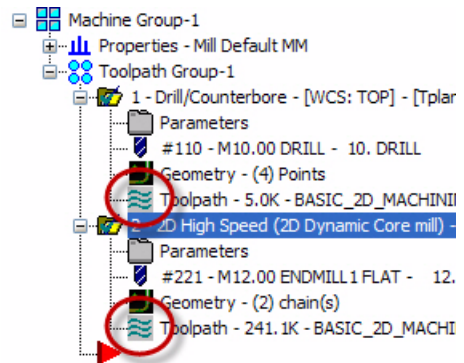 Machine Group-1
Properties - Mill Default MM
Toolpath Group-1
1 - Drill/Counterbore - [WCS: TOP] - [Tplan
Parameters
#110 - M10.00 DRILL - 10. DRILL
Geometry - (4) Points
Toolpath - 5.0K - BASIC_2D_MACHINI
2 - 2D High Speed (2D Dynamic Core mill) -
Parameters
#221 - M12.00 ENDMILL1 FLAT - 12.
Geometry - (2) chain(s)
Toolpath - 241.1K - BASIC_2D_MACHI